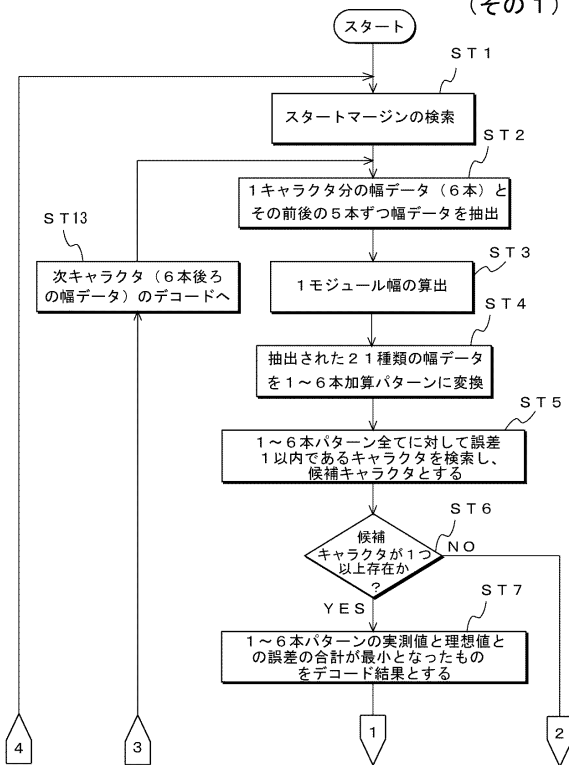 (その1)
スタート
ST1
スタートマージンの検索
ST2
1キャラクタ分の幅データ(6本)と
その前後の5本ずつ幅データを抽出
ST13
次キャラクタ(6本後ろ
の幅データ)のデコードへ
ST3
1モジュール幅の算出
ST4
抽出された21種類の幅データ
を1～6本加算パターンに変換
ST5
1～6本パターン全てに対して誤差
1以内であるキャラクタを検索し、
候補キャラクタとする
ST6
候補
キャラクタが1つ
以上存在か
?
NO
YES
ST7
1～6本パターンの実測値と理想値と
の誤差の合計が最小となったもの
をデコード結果とする
4
3
1
2